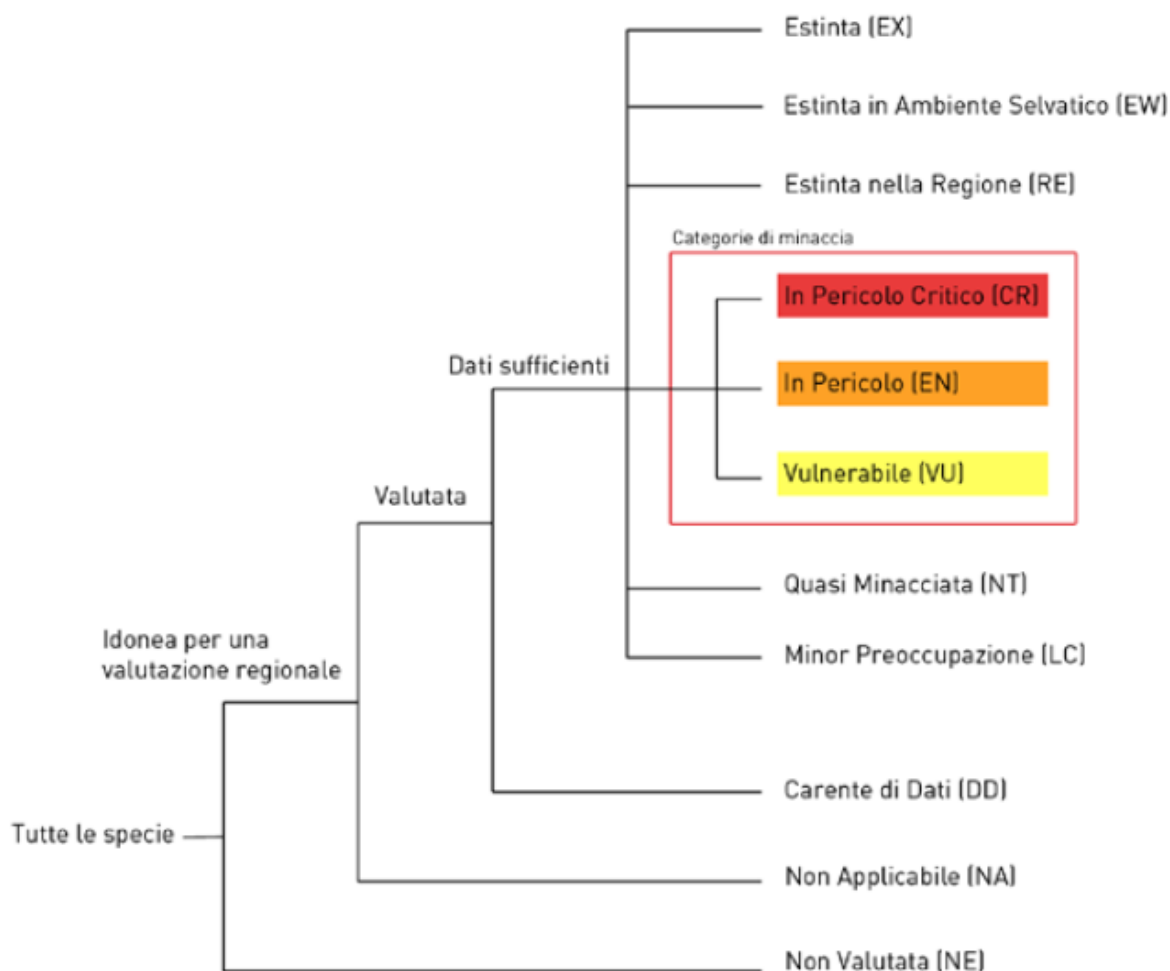 Estinta (EX)
Estinta in Ambiente Selvatico (EW)
Estinta nella Regione (RE)
Categorie di minaccia
In Pericolo Critico (CR)
Dati sufficienti
In Pericolo (EN)
Vulnerabile (VU)
Valutata
Quasi Minacciata (NT)
Idonea per una
valutazione regionale
Minor Preoccupazione (LC)
Carente di Dati (DD)
Tutte le specie
Non Applicabile (NA)
Non Valutata (NE)